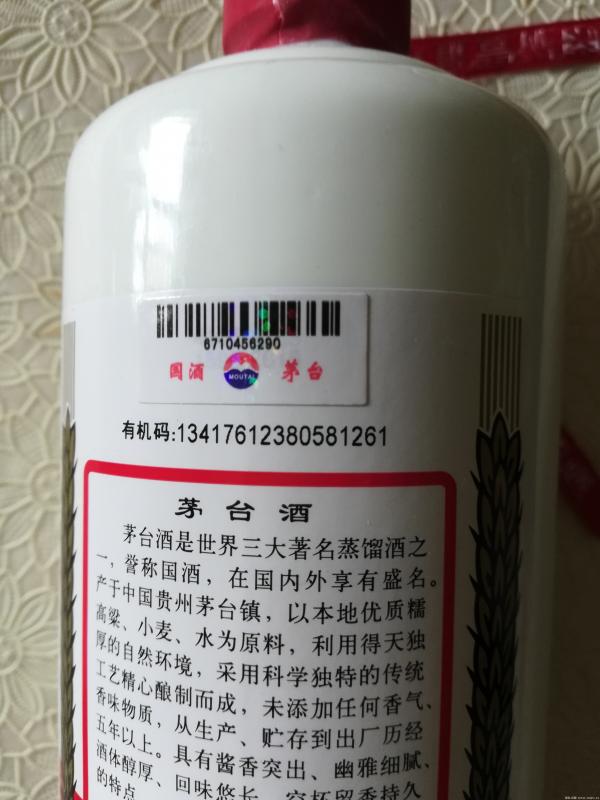 6710456290
国酒 MOUTAI 茅台
有机码:13417612380581261
茅台酒
茅台酒是世界三大著名蒸馏酒之
一，誉称国酒，在国内外享有盛名。
产于中国贵州茅台镇，以本地优质糯
高粱、小麦、水为原料，利用得天独
厚的自然环境，采用科学独特的传统
工艺精心酿制而成，未添加任何香气、
香味物质，从生产、贮存到出厂历经
五年以上。具有酱香突出、幽雅细腻、
酒体醇厚、回味悠长、空杯留香持久
的特点